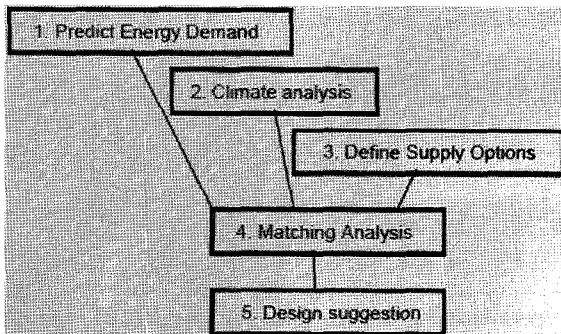 1. Predict Energy Demand
2. Climate analysis
3. Define Supply Options
4. Matching Analysis
5. Design suggestion